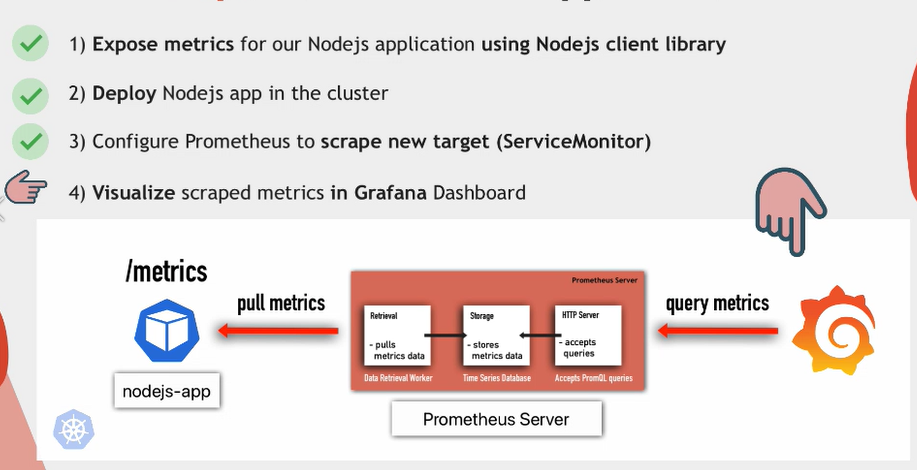 1) Expose metrics for our Nodejs application using Nodejs client library
2) Deploy Nodejs app in the cluster
3) Configure Prometheus to scrape new target (ServiceMonitor)
4) Visualize scraped metrics in Grafana Dashboard
/metrics
nodejs-app
pull metrics
Prometheus Server
Retrieval
- pulls
metrics data
Data Retrieval Worker
Storage
- stores
metrics data
Time Series Database
HTTP Server
- accepts
queries
Accepts PromQL queries
Prometheus Server
query metrics